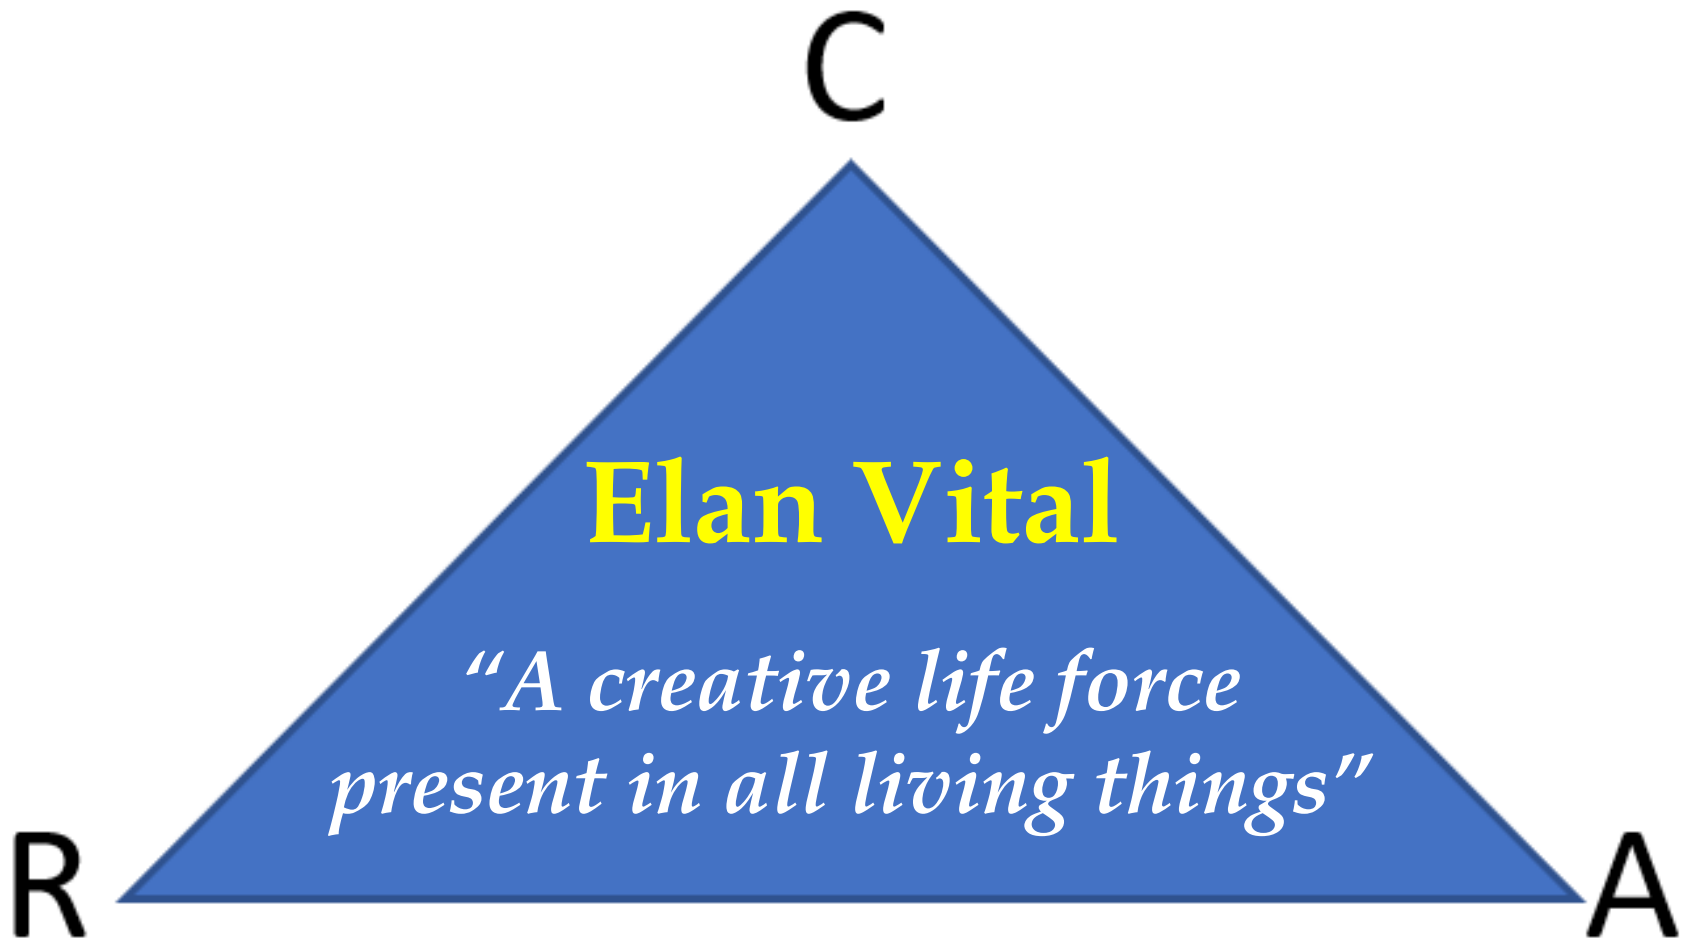 C
Elan Vital
“A creative life force
present in all living things”
R A